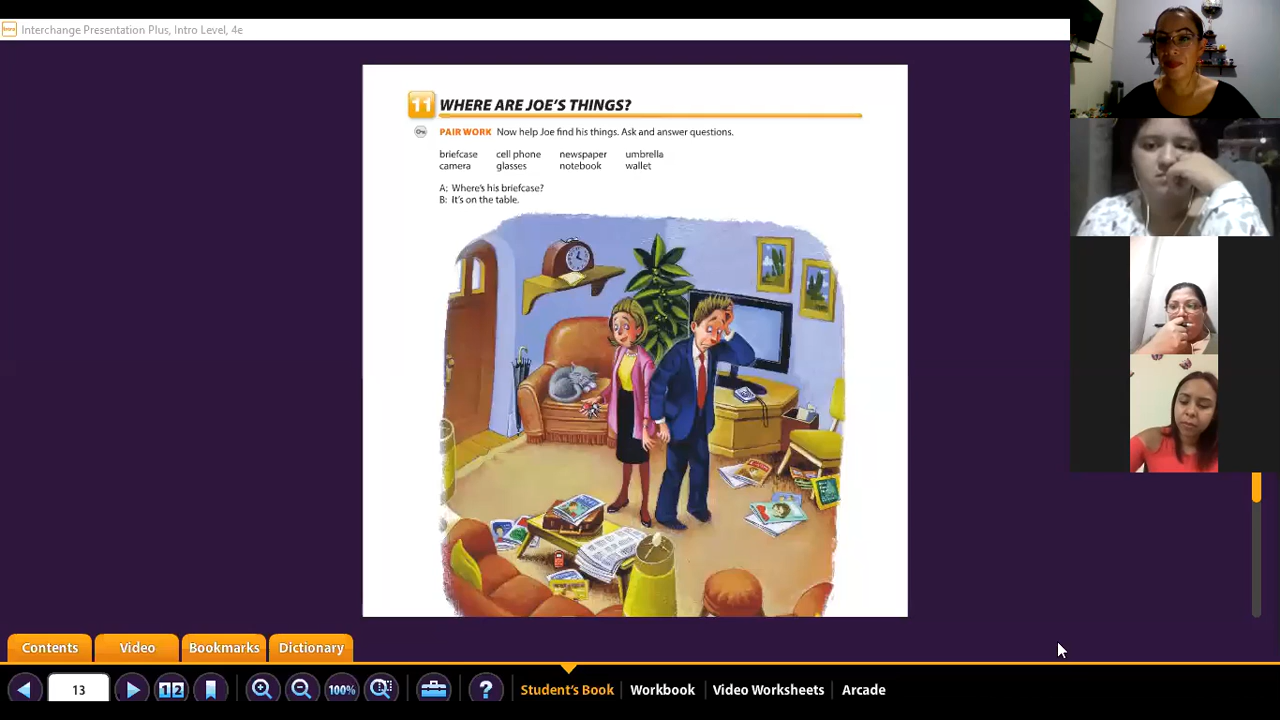 Interchange Presentation Plus, Intro Level, 4e
11 WHERE ARE JOE'S THINGS?
PAIR WORK Now help Joe find his things. Ask and answer questions.
briefcase cell phone newspaper umbrella
camera glasses notebook wallet
A: Where's his briefcase?
B: It's on the table.
Contents Video Bookmarks Dictionary
13 12 100% ? Student's Book Workbook Video Worksheets Arcade